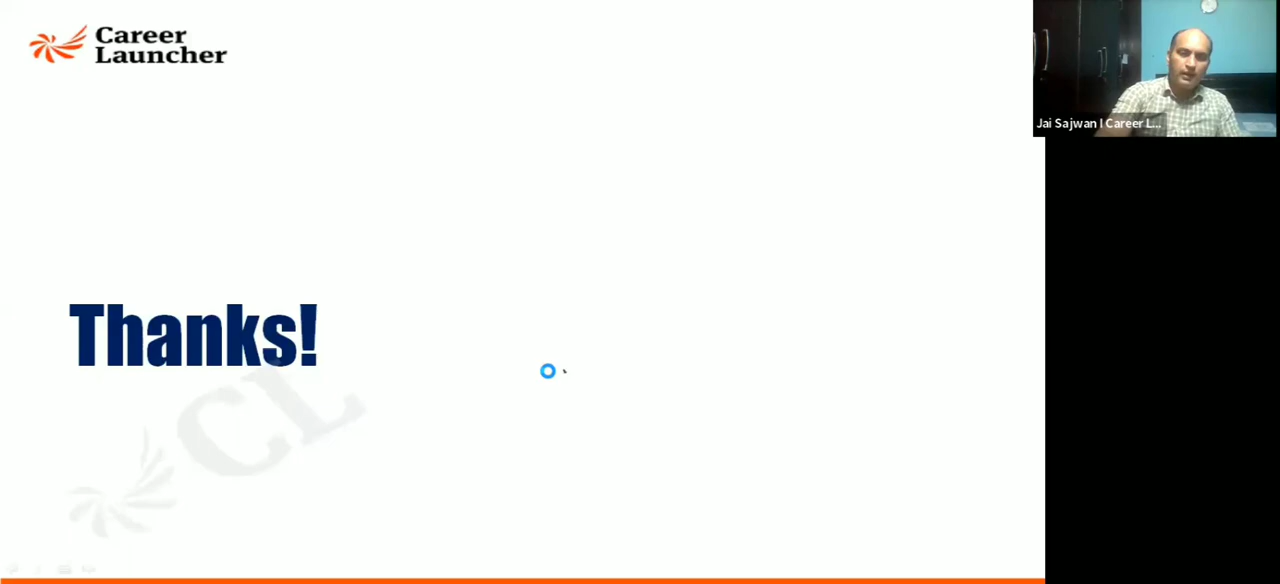 Career
Launcher
Jai Sajwan I Career L...
Thanks!
CL